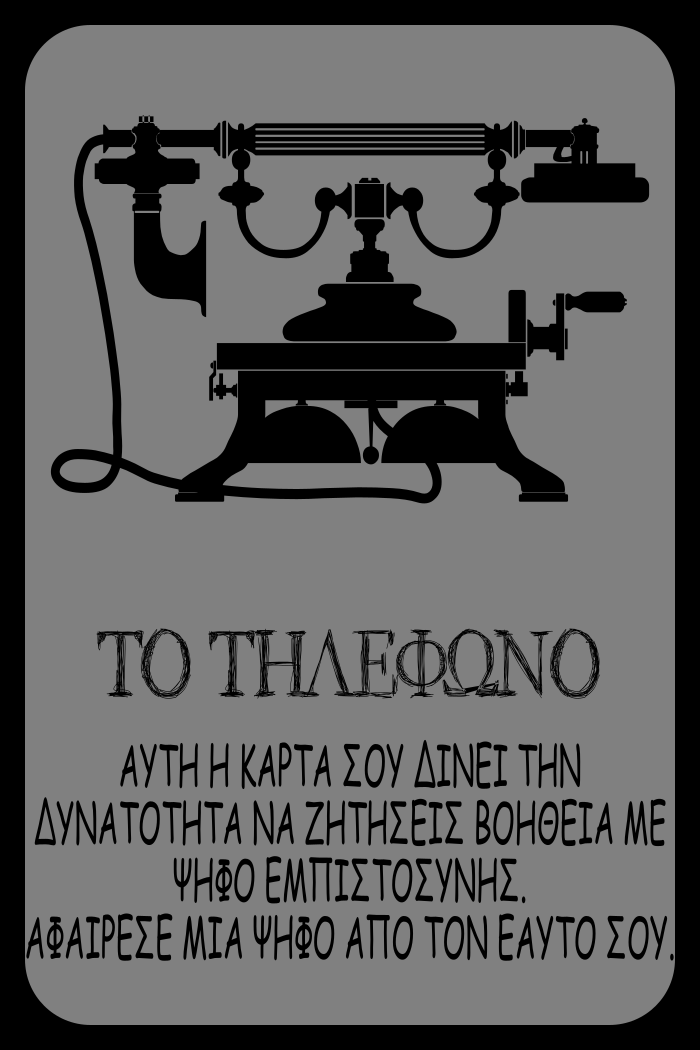 ΤΟ ΤΗΛΕΦΩΝΟ
ΑΥΤΗ Η ΚΑΡΤΑ ΣΟΥ ΔΙΝΕΙ ΤΗΝ
ΔΥΝΑΤΟΤΗΤΑ ΝΑ ΖΗΤΗΣΕΙΣ ΒΟΗΘΕΙΑ ΜΕ
ΨΗΦΟ ΕΜΠΙΣΤΟΣΥΝΗΣ.
ΑΦΑΙΡΕΣΕ ΜΙΑ ΨΗΦΟ ΑΠΟ ΤΟΝ ΕΑΥΤΟ ΣΟΥ.